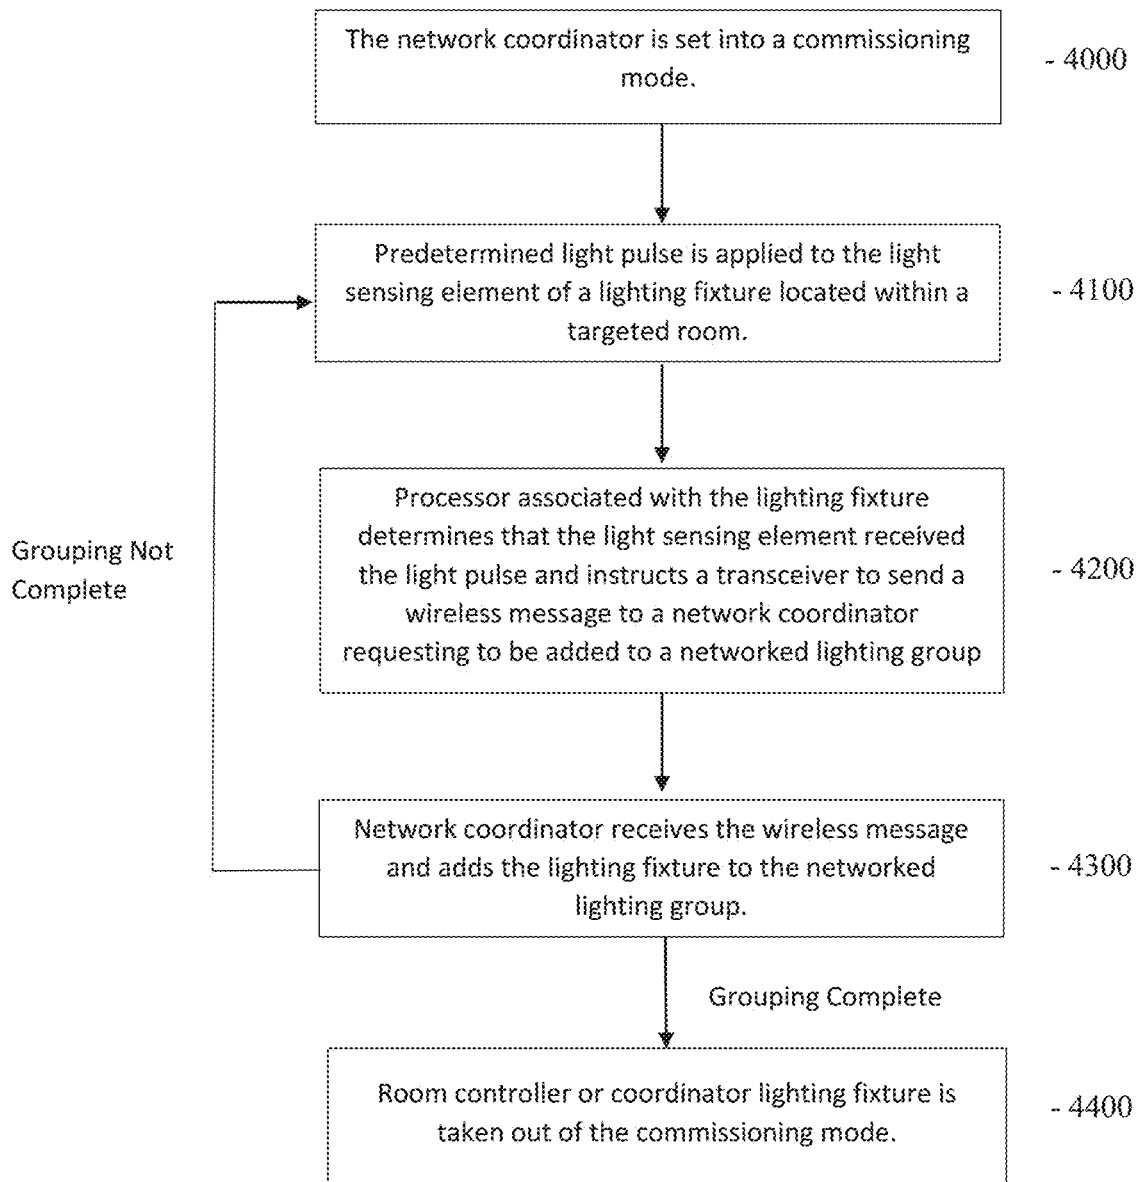 The network coordinator is set into a commissioning
mode.
- 4000
Predetermined light pulse is applied to the light
sensing element of a lighting fixture located within a
targeted room.
- 4100
Processor associated with the lighting fixture
determines that the light sensing element received
the light pulse and instructs a transceiver to send a
wireless message to a network coordinator
requesting to be added to a networked lighting group
- 4200
Grouping Not
Complete
Network coordinator receives the wireless message
and adds the lighting fixture to the networked
lighting group.
- 4300
Grouping Complete
Room controller or coordinator lighting fixture is
taken out of the commissioning mode.
- 4400